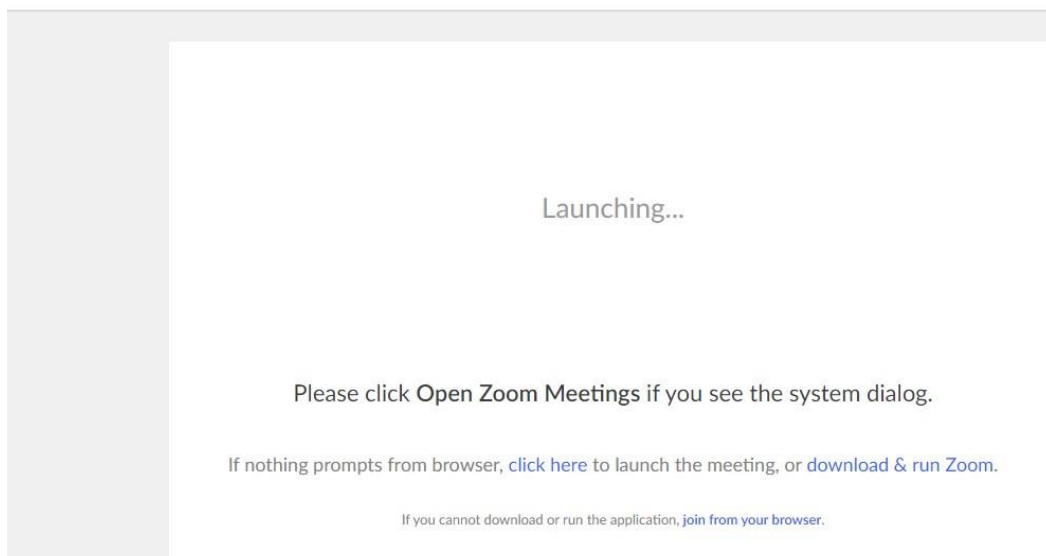 Launching...
Please click Open Zoom Meetings if you see the system dialog.
If nothing prompts from browser, click here to launch the meeting, or download & run Zoom.
If you cannot download or run the application, join from your browser.